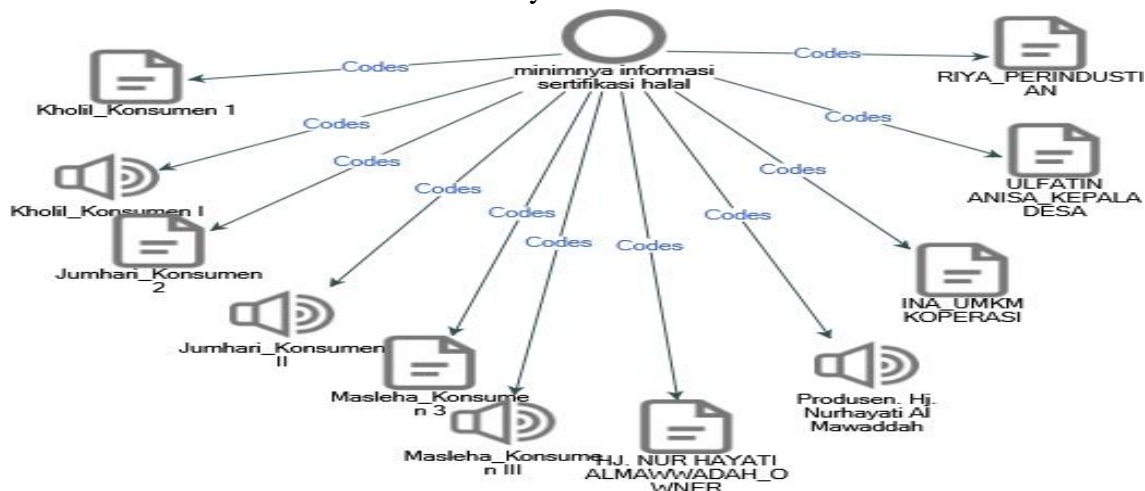 minimnya informasi
sertifikasi halal
Codes
Codes
Codes
Codes
Codes
Codes
Codes
Codes
Codes
Codes
Codes
Kholil_Konsumen 1
Kholil_Konsumen I
Jumhari_Konsumen
2
Jumhari_Konsumen
II
Masleha_Konsume
n 3
Masleha_Konsume
n III
HJ. NUR HAYATI
ALMAWWADAH_O
WNER
Produsen. Hj.
Nurhayati Al
Mawaddah
INA_UMKM
KOPERASI
ULFATIN
ANISA_KEPALA
DESA
RIYA_PERINDUSTI
AN